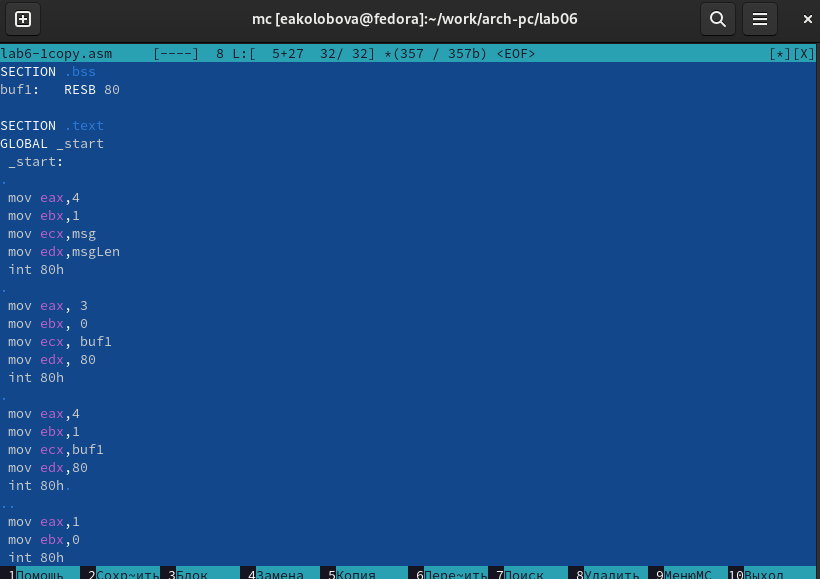 mc [eakolobova@fedora]:~/work/arch-pc/lab06
lab6-1copy.asm [----] 8 L:[ 5+27 32/ 32] *(357 / 357b) <EOF> [*][X]
SECTION .bss
buf1: RESB 80
SECTION .text
GLOBAL _start
_start:
.
mov eax,4
mov ebx,1
mov ecx,msg
mov edx,msgLen
int 80h
.
mov eax, 3
mov ebx, 0
mov ecx, buf1
mov edx, 80
int 80h
.
mov eax,4
mov ebx,1
mov ecx,buf1
mov edx,80
int 80h.
..
mov eax,1
mov ebx,0
int 80h
1Помощь 2Сохр~ить 3Блок 4Замена 5Копия 6Пере~ить 7Поиск 8Удалить 9МенюMC 10Выход